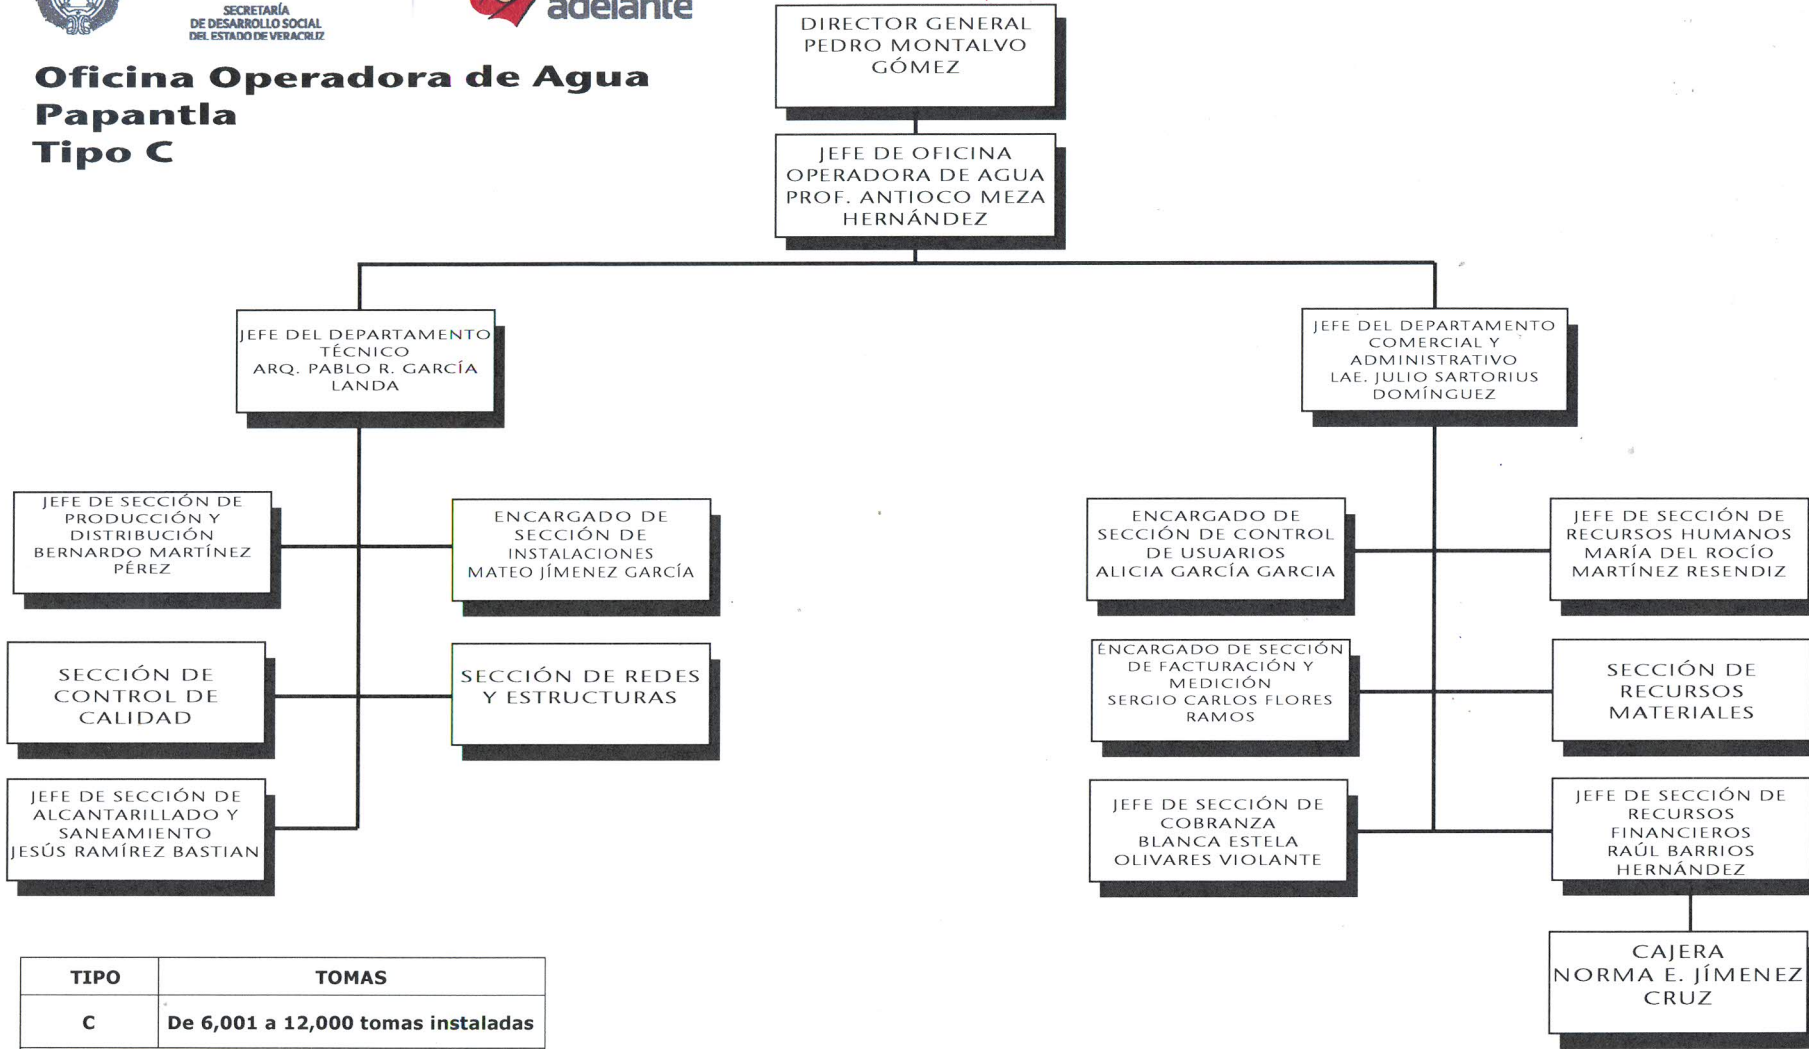 SECRETARÍA
DE DESARROLLO SOCIAL
DEL ESTADO DE VERACRUZ
adelante
Oficina Operadora de Agua
Papantla
Tipo C
DIRECTOR GENERAL
PEDRO MONTALVO
GÓMEZ
JEFE DE OFICINA
OPERADORA DE AGUA
PROF. ANTIOCO MEZA
HERNÁNDEZ
JEFE DEL DEPARTAMENTO
TÉCNICO
ARQ. PABLO R. GARCÍA
LANDA
JEFE DEL DEPARTAMENTO
COMERCIAL Y
ADMINISTRATIVO
LAE. JULIO SARTORIUS
DOMÍNGUEZ
JEFE DE SECCIÓN DE
PRODUCCIÓN Y
DISTRIBUCIÓN
BERNARDO MARTÍNEZ
PÉREZ
ENCARGADO DE
SECCIÓN DE
INSTALACIONES
MATEO JÍMENEZ GARCÍA
ENCARGADO DE
SECCIÓN DE CONTROL
DE USUARIOS
ALICIA GARCÍA GARCIA
JEFE DE SECCIÓN DE
RECURSOS HUMANOS
MARÍA DEL ROCÍO
MARTÍNEZ RESENDIZ
SECCIÓN DE
CONTROL DE
CALIDAD
SECCIÓN DE REDES
Y ESTRUCTURAS
ENCARGADO DE SECCIÓN
DE FACTURACIÓN Y
MEDICIÓN
SERGIO CARLOS FLORES
RAMOS
SECCIÓN DE
RECURSOS
MATERIALES
JEFE DE SECCIÓN DE
ALCANTARILLADO Y
SANEAMIENTO
JESÚS RAMÍREZ BASTIAN
JEFE DE SECCIÓN DE
COBRANZA
BLANCA ESTELA
OLIVARES VIOLANTE
JEFE DE SECCIÓN DE
RECURSOS
FINANCIEROS
RAÚL BARRIOS
HERNÁNDEZ
CAJERA
NORMA E. JÍMENEZ
CRUZ
TIPO TOMAS
C De 6,001 a 12,000 tomas instaladas